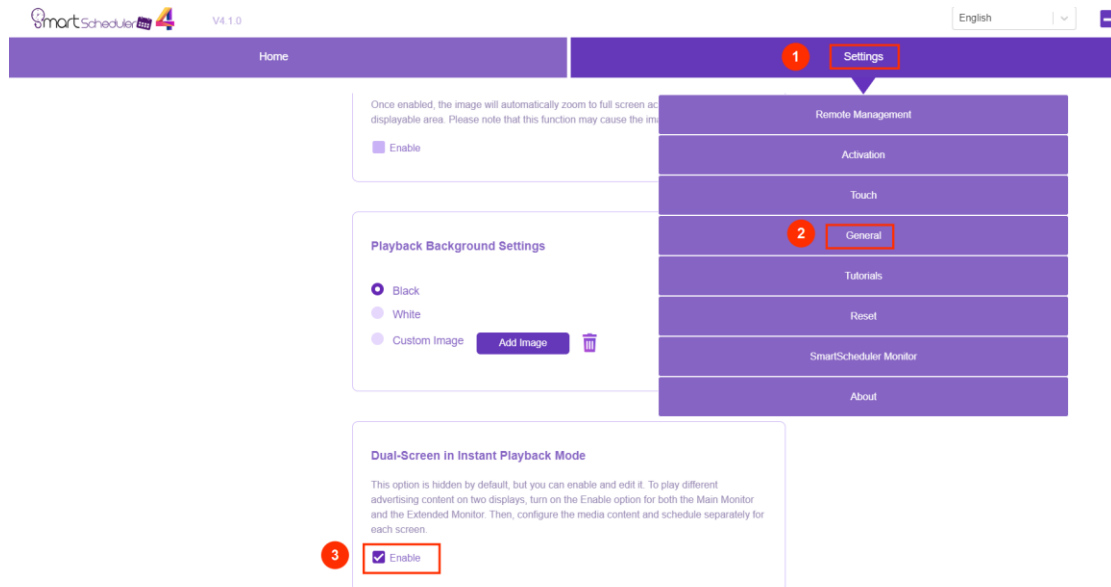 SmartScheduler 4 V4.1.0 English
Home 1 Settings
Once enabled, the image will automatically zoom to full screen ac
displayable area. Please note that this function may cause the ima
Enable
Remote Management
Activation
Touch
2 General
Tutorials
Reset
SmartScheduler Monitor
About
Playback Background Settings
Black
White
Custom Image Add Image
Dual-Screen in Instant Playback Mode
This option is hidden by default, but you can enable and edit it. To play different
advertising content on two displays, turn on the Enable option for both the Main Monitor
and the Extended Monitor. Then, configure the media content and schedule separately for
each screen.
3 Enable